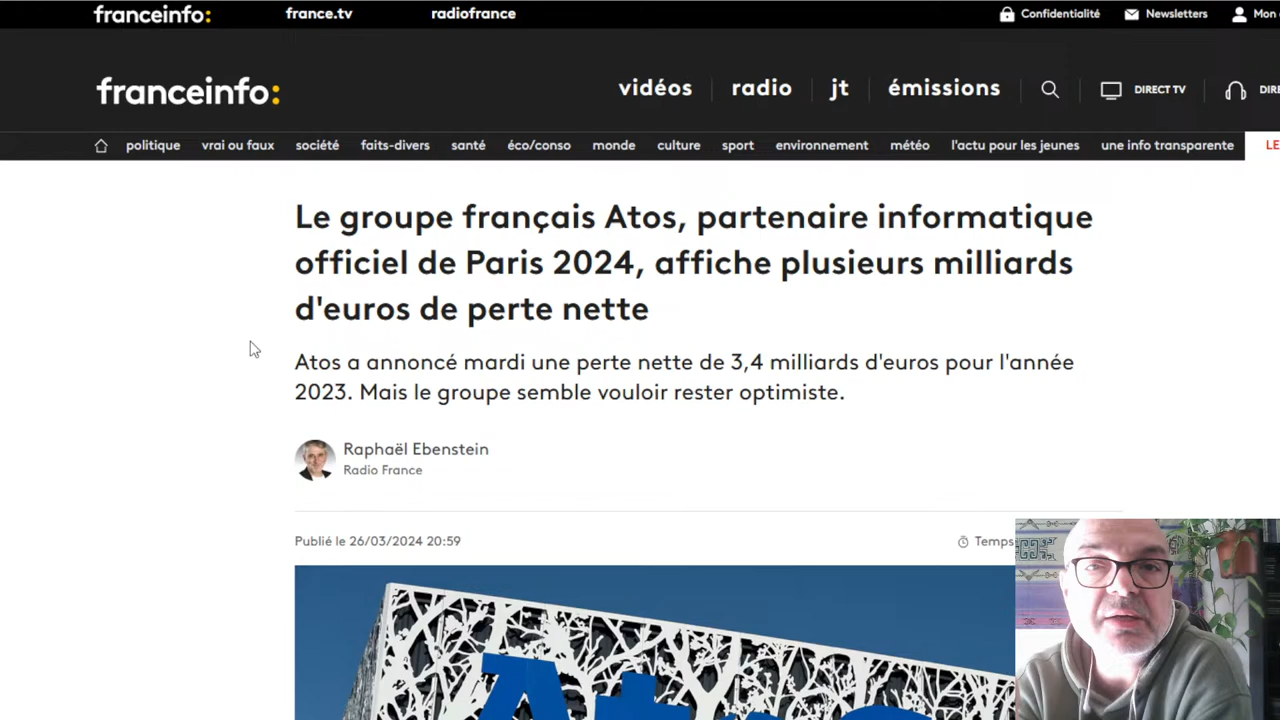 franceinfo: france.tv radiofrance Confidentialité Newsletters Mon
franceinfo: vidéos radio jt émissions DIRECT TV
politique vrai ou faux société faits-divers santé éco/conso monde culture sport environnement météo l'actu pour les jeunes une info transparente
Le groupe français Atos, partenaire informatique
officiel de Paris 2024, affiche plusieurs milliards
d'euros de perte nette
Atos a annoncé mardi une perte nette de 3,4 milliards d'euros pour l'année
2023. Mais le groupe semble vouloir rester optimiste.
Raphaël Ebenstein
Radio France
Publié le 26/03/2024 20:59 Temps
Atos